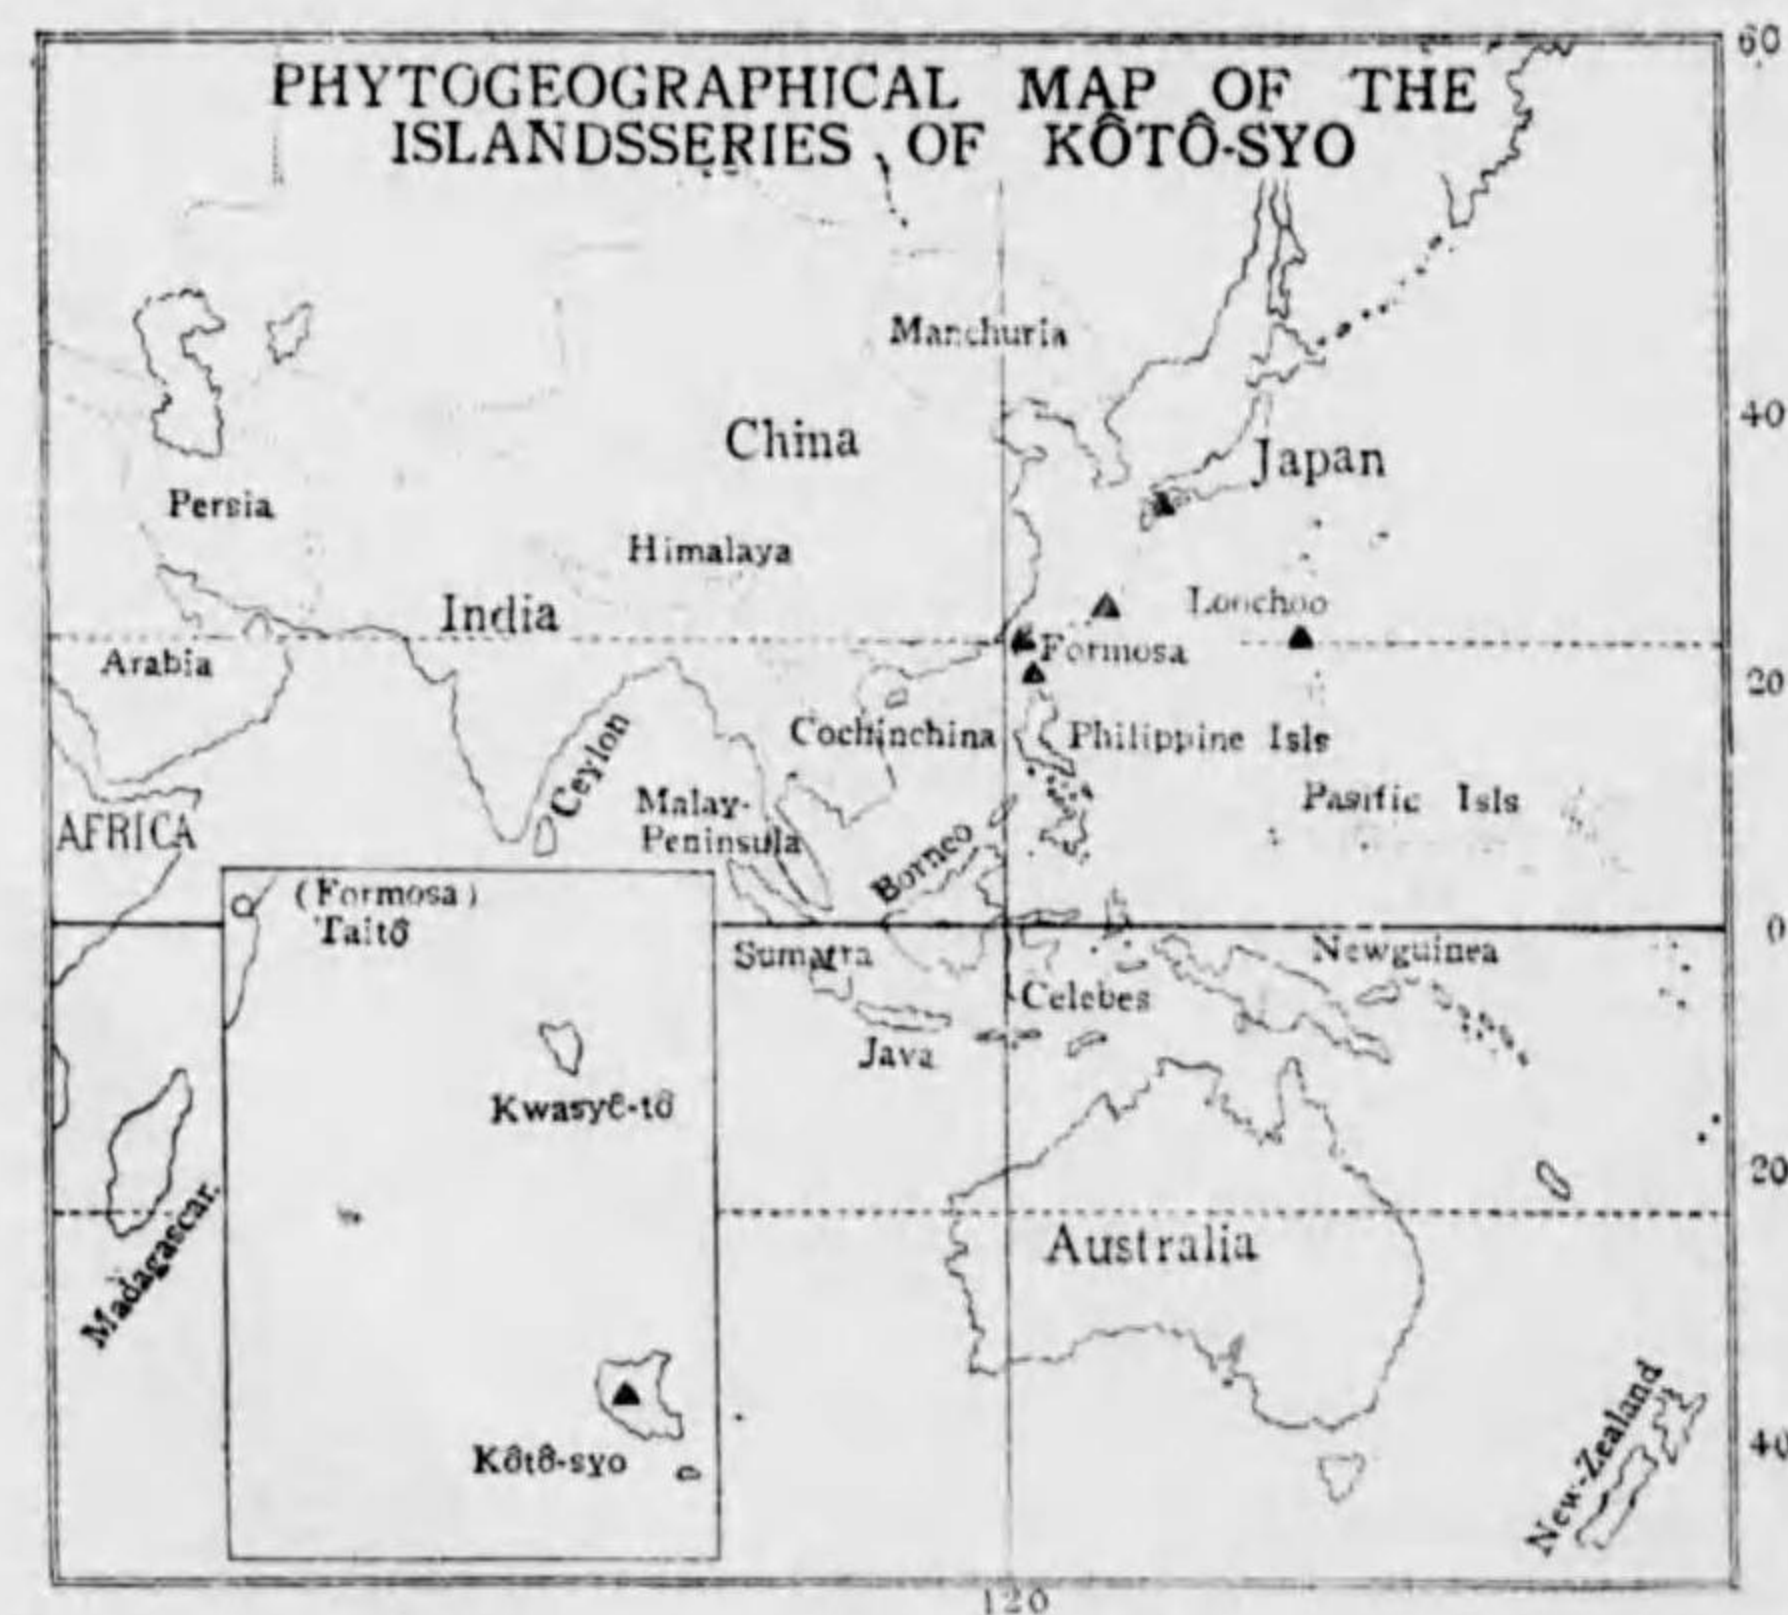 PHYTOGEOGRAPHICAL MAP OF THE
ISLANDSSERIES OF KÔTÔ-SYO
60
Manchuria
40
China
Japan
Persia
Himalaya
India
Loochoo
Formosa
Arabia
20
Ceylon
Cochinchina
Philippine Isls
Malay-
Peninsula
Pasific Isls
AFRICA
Borneo
(Formosa)
Taitô
0
Sumatra
Newguinea
Celebes
Java
Kwasyê-tô
20
Madagascar.
Australia
Kôtô-syo
New-Zealand
40
120